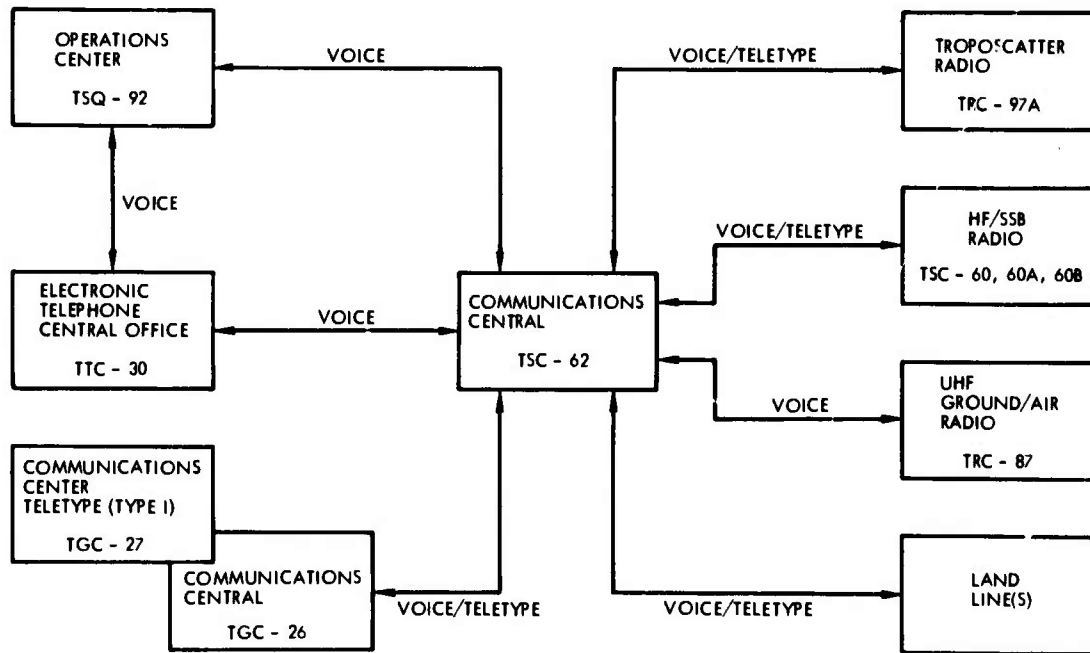 OPERATIONS
CENTER
TSQ - 92
VOICE
VOICE
ELECTRONIC
TELEPHONE
CENTRAL OFFICE
TTC - 30
VOICE
COMMUNICATIONS
CENTER
TELETYPE (TYPE I)
TGC - 27
COMMUNICATIONS
CENTRAL
TGC - 26
VOICE/TELETYPE
COMMUNICATIONS
CENTRAL
TSC - 62
VOICE/TELETYPE
TROPOSCATTER
RADIO
TRC - 97A
VOICE/TELETYPE
HF/SSB
RADIO
TSC - 60, 60A, 60B
VOICE
UHF
GROUND/AIR
RADIO
TRC - 87
VOICE/TELETYPE
LAND
LINE(S)